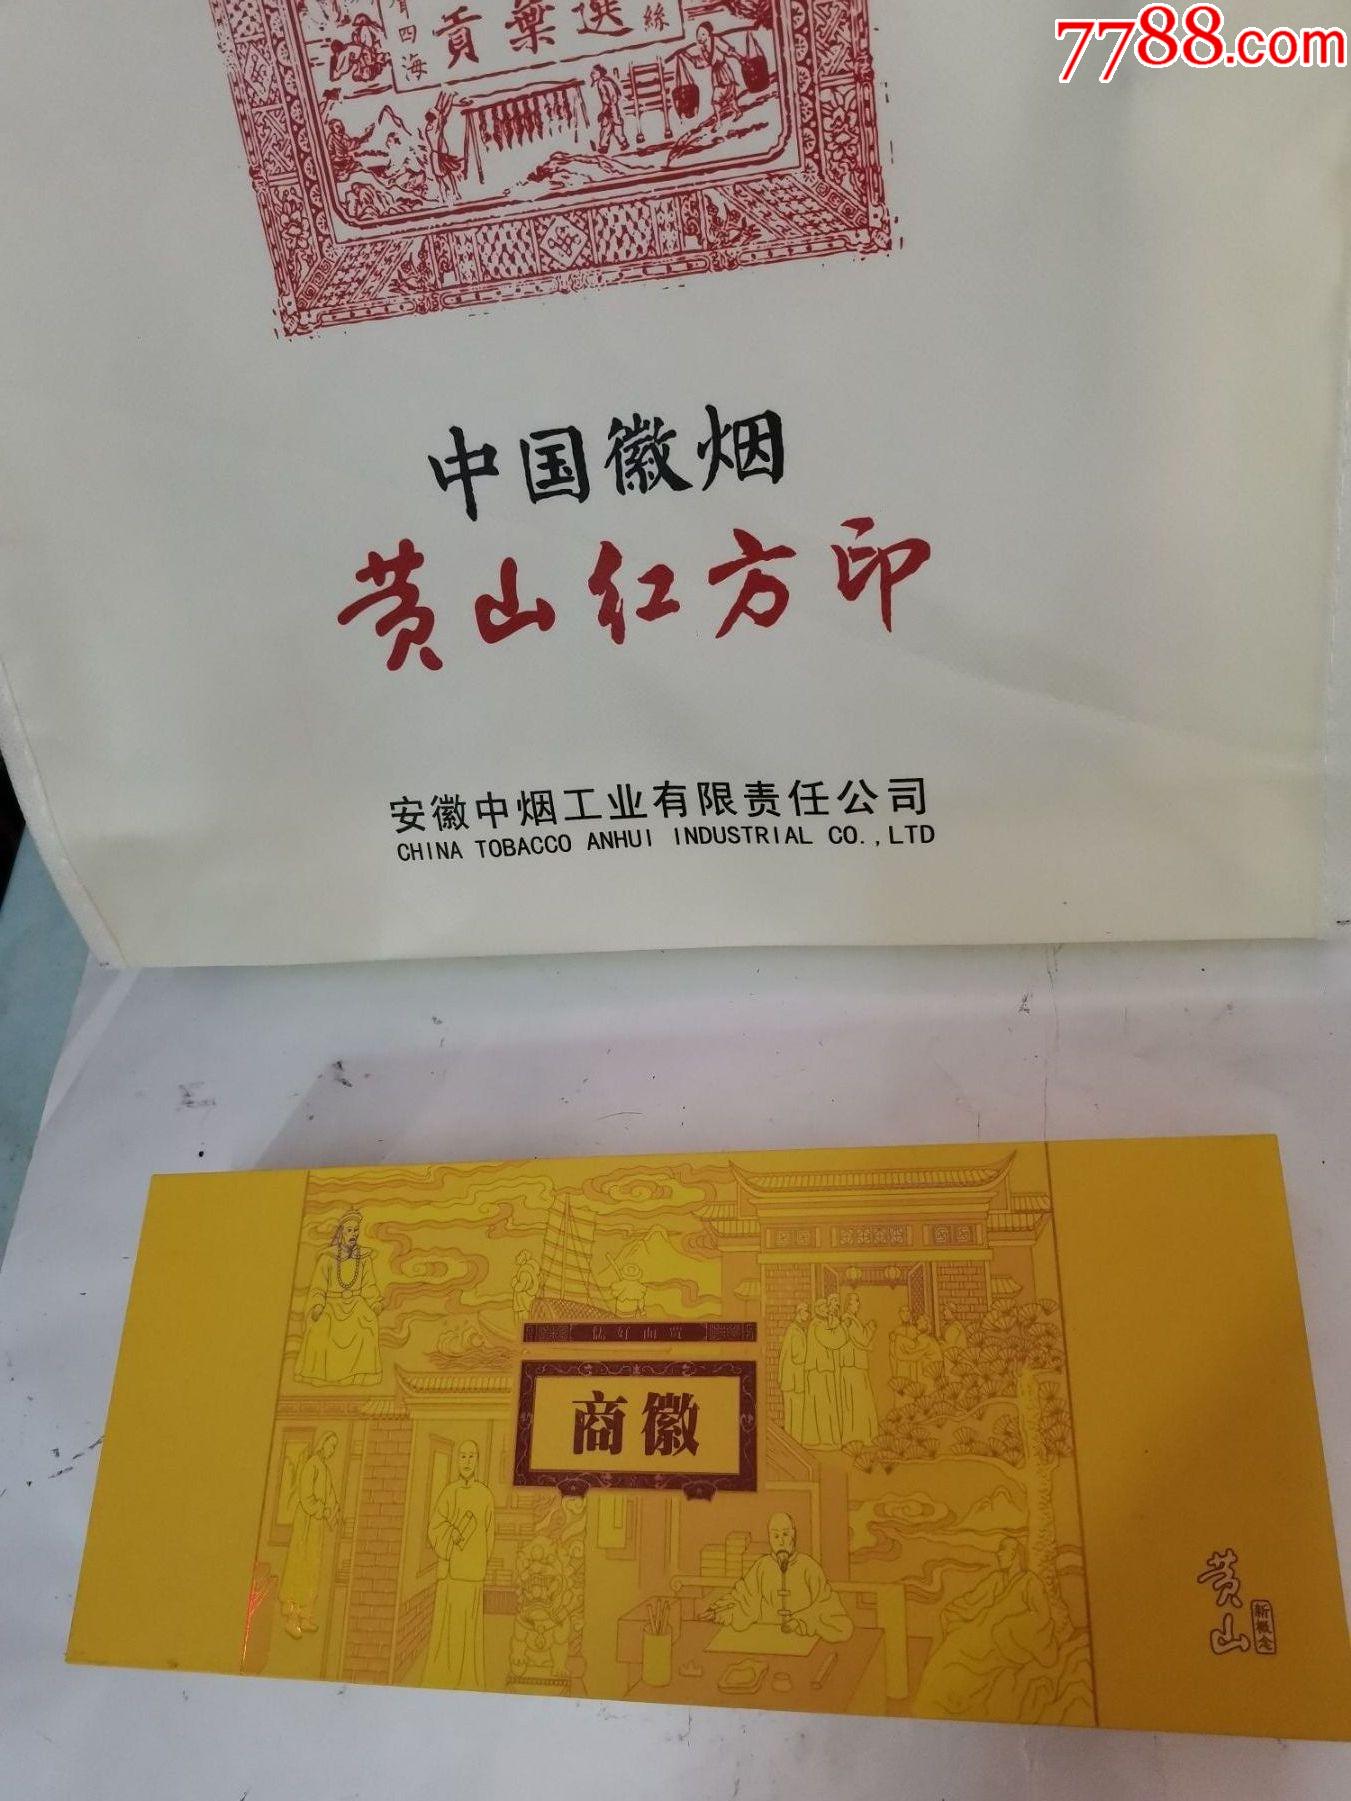 7788.com
貢葉選絲
四海
中国徽烟
黄山红方印
安徽中烟工业有限责任公司
CHINA TOBACCO ANHUI INDUSTRIAL CO.,LTD
商徽
黄山
新概念